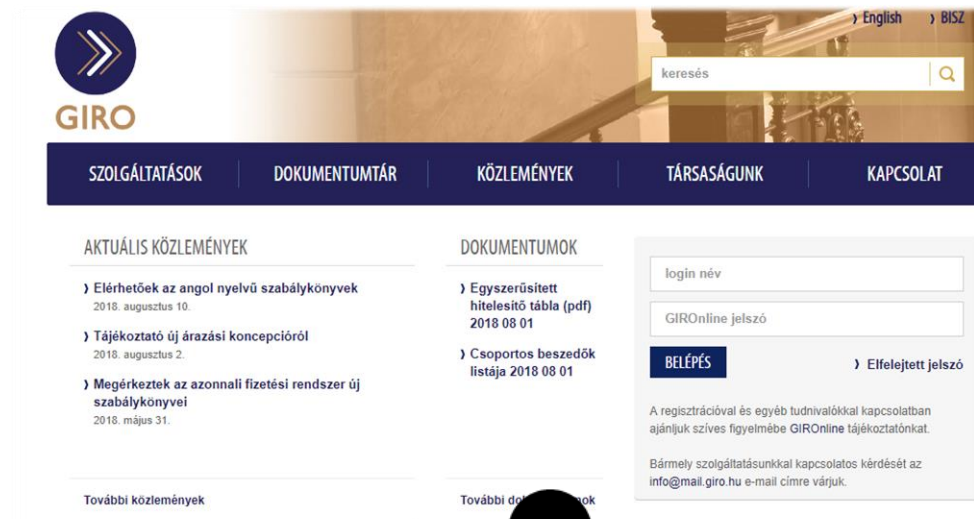 English
BISZ
keresés
GIRO
SZOLGÁLTATÁSOK
DOKUMENTUMTÁR
KÖZLEMÉNYEK
TÁRSASÁGUNK
KAPCSOLAT
AKTUÁLIS KÖZLEMÉNYEK
Elérhetőek az angol nyelvű szabálykönyvek
2018. augusztus 10.
Tájékoztató új árazási koncepcióról
2018. augusztus 2.
Megérkeztek az azonnali fizetési rendszer új
szabálykönyvei
2018. május 31.
További közlemények
DOKUMENTUMOK
Egyszerűsített
hitelesítő tábla (pdf)
2018 08 01
Csoportos beszedők
listája 2018 08 01
További
login név
GIROnline jelszó
BELÉPÉS
Elfelejtett jelszó
A regisztrációval és egyéb tudnivalókkal kapcsolatban
ajánljuk szíves figyelmébe GIROnline tájékoztatónkat.
Bármely szolgáltatásunkkal kapcsolatos kérdését az
info@mail.giro.hu e-mail címre várjuk.